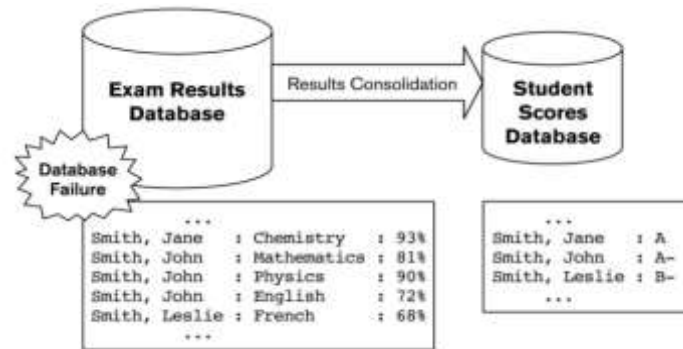 Exam Results
Database
Results Consolidation
Student
Scores
Database
Database
Failure
...
Smith, Jane : Chemistry : 93%
Smith, John : Mathematics : 81%
Smith, John : Physics : 90%
Smith, John : English : 72%
Smith, Leslie : French : 68%
...
...
Smith, Jane : A
Smith, John : A-
Smith, Leslie : B-
...